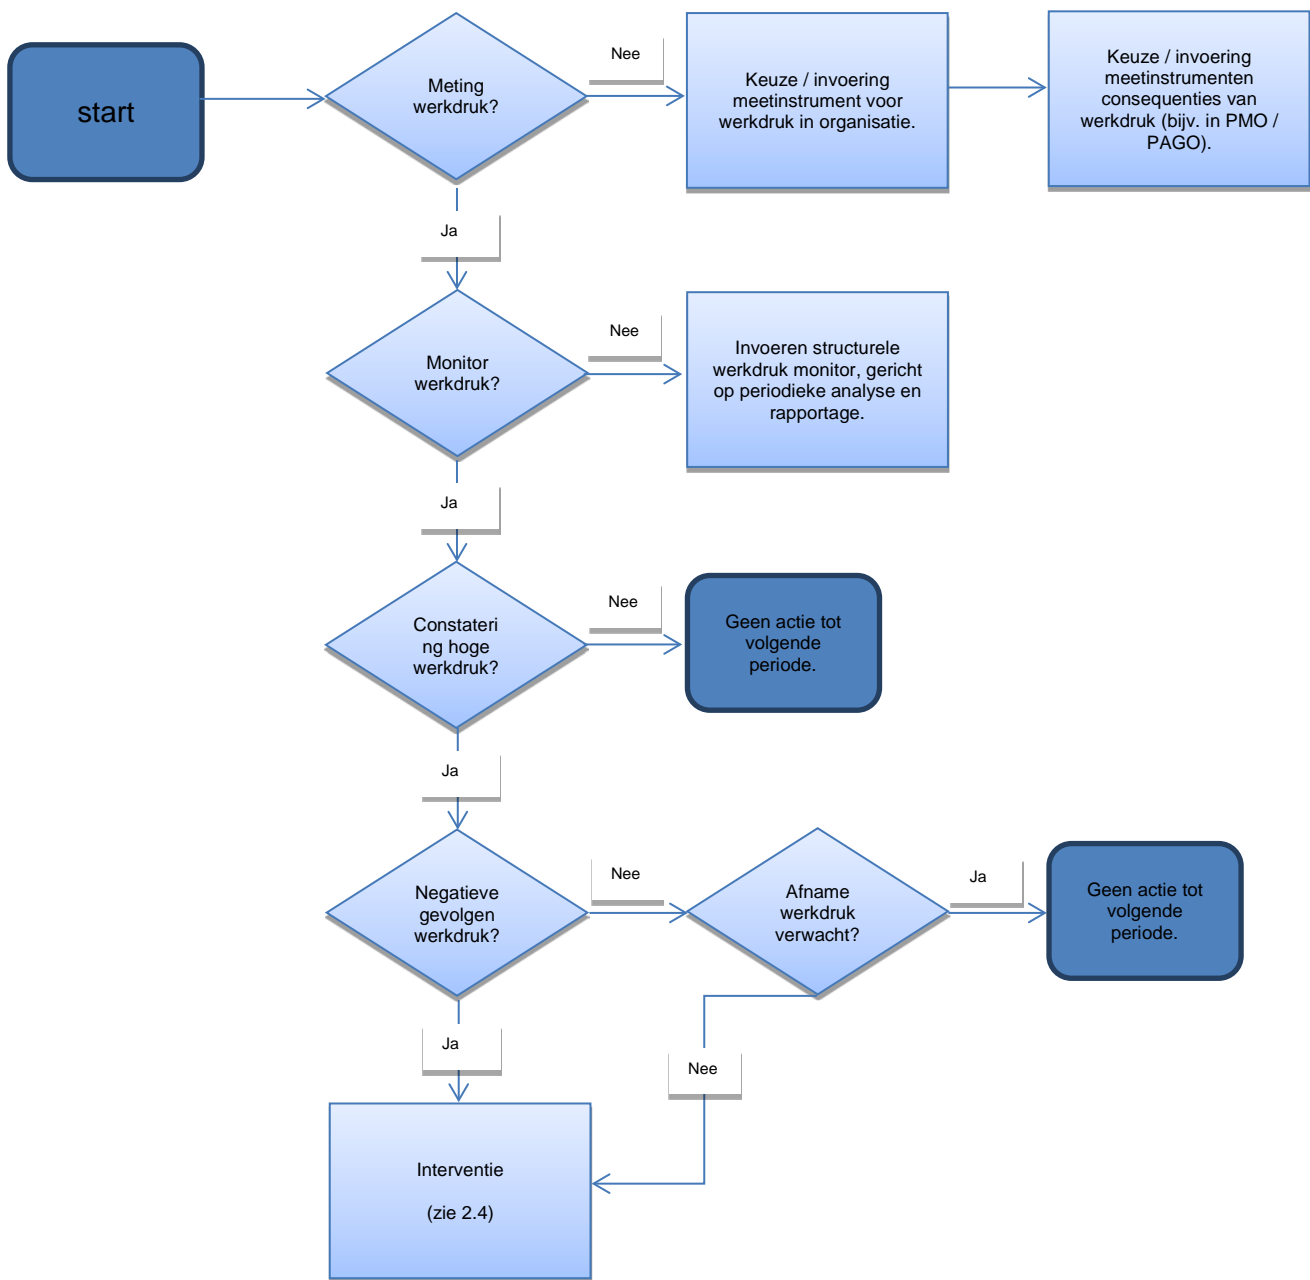 start
Meting
werkdruk?
Nee
Keuze / invoering
meetinstrument voor
werkdruk in organisatie.
Keuze / invoering
meetinstrumenten
consequenties van
werkdruk (bijv. in PMO /
PAGO).
Ja
Monitor
werkdruk?
Nee
Invoeren structurele
werkdruk monitor, gericht
op periodieke analyse en
rapportage.
Ja
Constateri
ng hoge
werkdruk?
Nee
Geen actie tot
volgende
periode.
Ja
Negatieve
gevolgen
werkdruk?
Nee
Afname
werkdruk
verwacht?
Ja
Geen actie tot
volgende
periode.
Ja
Nee
Interventie
(zie 2.4)